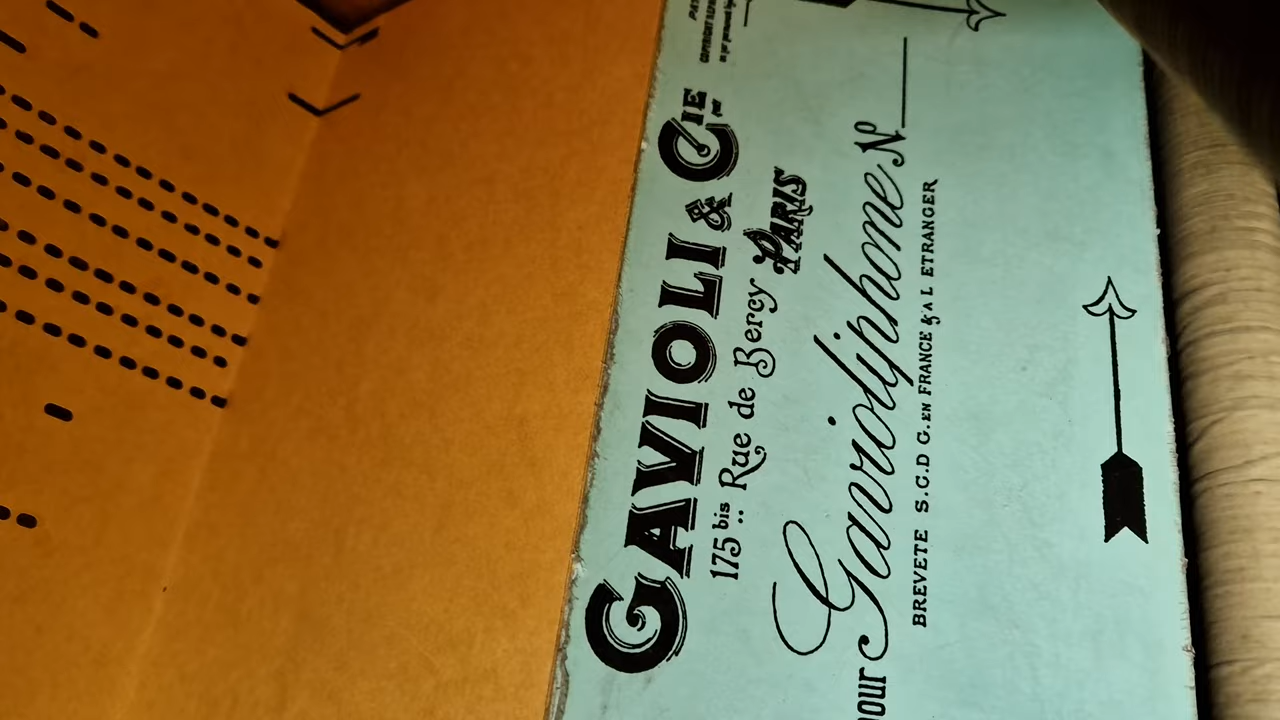 GAVIOLI & CIE
175 bis Rue de Bercy PARIS
pour Gavioliphone No
BREVETE S.G.D G. EN FRANCE & A L ETRANGER